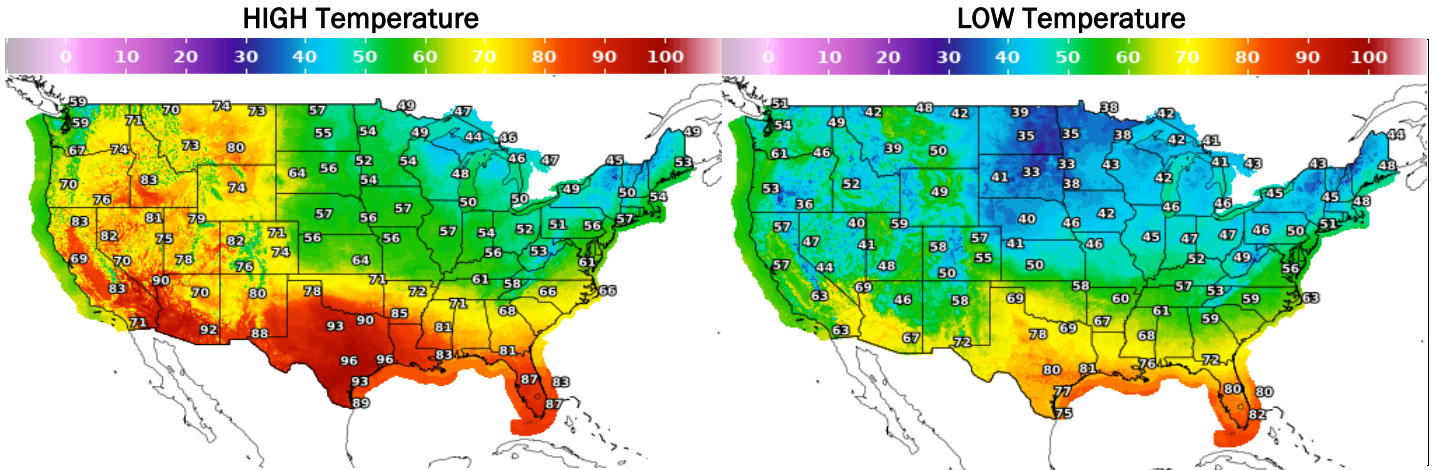 HIGH Temperature
LOW Temperature
0 10 20 30 40 50 60 70 80 90 100
0 10 20 30 40 50 60 70 80 90 100
59 70 74 73 57 49 47
59 71 55 54 49 44 46 49
67 74 73 80 52 54 46 47 45 53
70 83 74 64 56 54 48 49 50
76 50 50 54
83 81 79 57 56 57 57
82 75 82 71 56 56 57 54 52 51 56
69 70 78 76 74 64 56 53 61
90 71 61 58
83 70 80 78 72 66 66
71 92 88 93 90 85 71 68
81
96 96 83 81
93 87 83
89 87
51 42 48 42 39 38 42
54 49 35 35 38 42 41 44
61 46 39 50 33 43 41 43 43 48
53 52 49 41 33 38 42 45 45
36 46 46 48
57 40 59 40 46 42 51
47 41 58 57 41 46 45 47 47 46 50
57 44 48 50 55 50 52 49 56
69 58 57 53
63 46 58 69 60 59 63
63 67 72 78 69 67 61 59
68
80 81 76 72
77 80 80
75 82